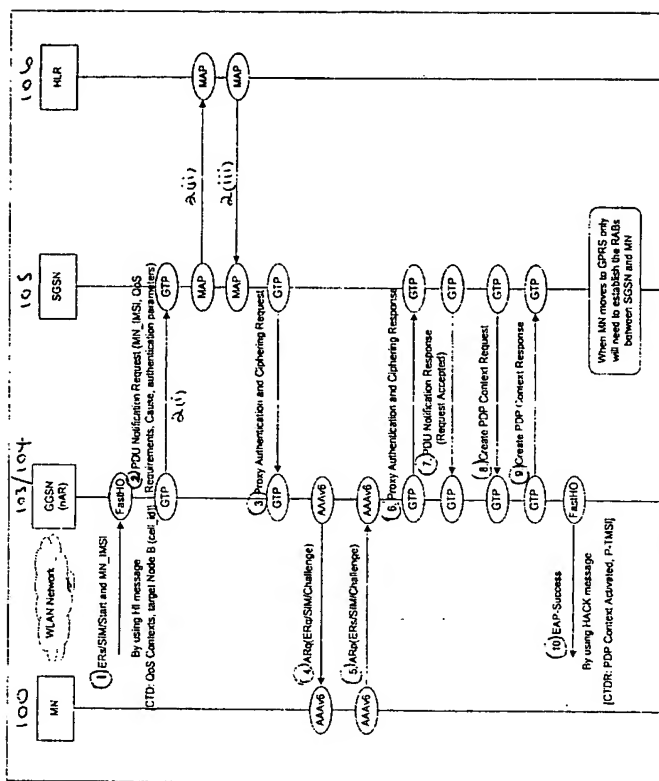 100
103/104
105
106
MN
WLAN Network
GGSN
(nAR)
SGSN
HLR
(1) ERs/SIM/Start and MN_IMSI
FastHO
By using HI message
[CTD: QoS Contexts, target Node B (cell_id)]
(2) PDU Notification Request (MN_IMSI, QoS
Requirements, Cause, authentication parameters)
GTP
2(i)
GTP
MAP
2(ii)
MAP
MAP
2(iii)
MAP
(3) Proxy Authentication and Ciphering Request
GTP
GTP
(4) ARq(ERq/SIM/Challenge)
AAAv6
AAAv6
(5) ARq(ERs/SIM/Challenge)
AAAv6
AAAv6
(6) Proxy Authentication and Ciphering Response
GTP
GTP
(7) PDU Notification Response
(Request Accepted)
GTP
GTP
(8) Create PDP Context Request
GTP
GTP
(9) Create PDP Context Response
GTP
GTP
(10) EAP-Success
FastHO
By using HACK message
[CTDR: PDP Context Activated, P-TMSI]
When MN moves to GPRS only
will need to establish the RABs
between SGSN and MN